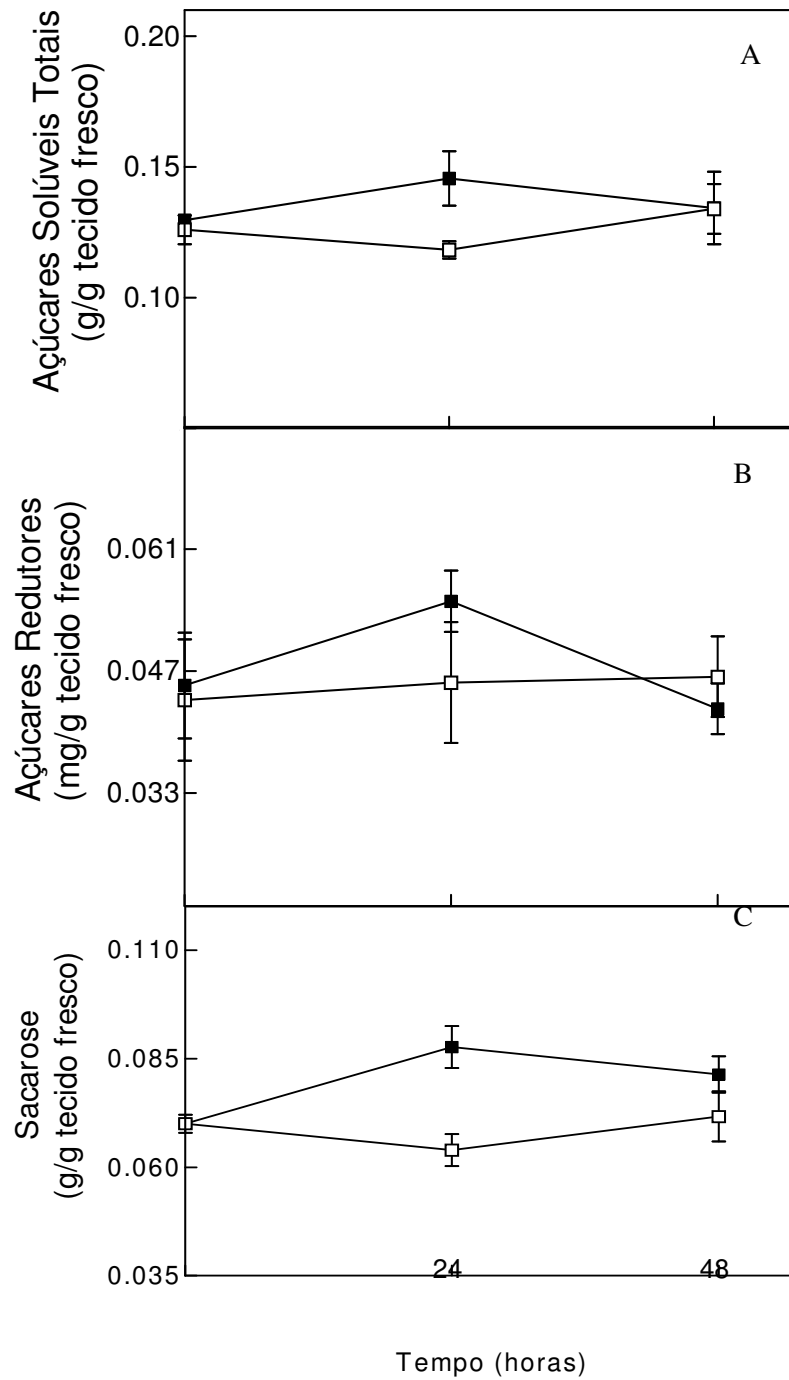 0.20
A
0.15
0.10
Açúcares Solúveis Totais
(g/g tecido fresco)
B
0.061
0.047
0.033
Açúcares Redutores
(mg/g tecido fresco)
C
0.110
0.085
0.060
0.035
Sacarose
(g/g tecido fresco)
24
48
Tempo (horas)